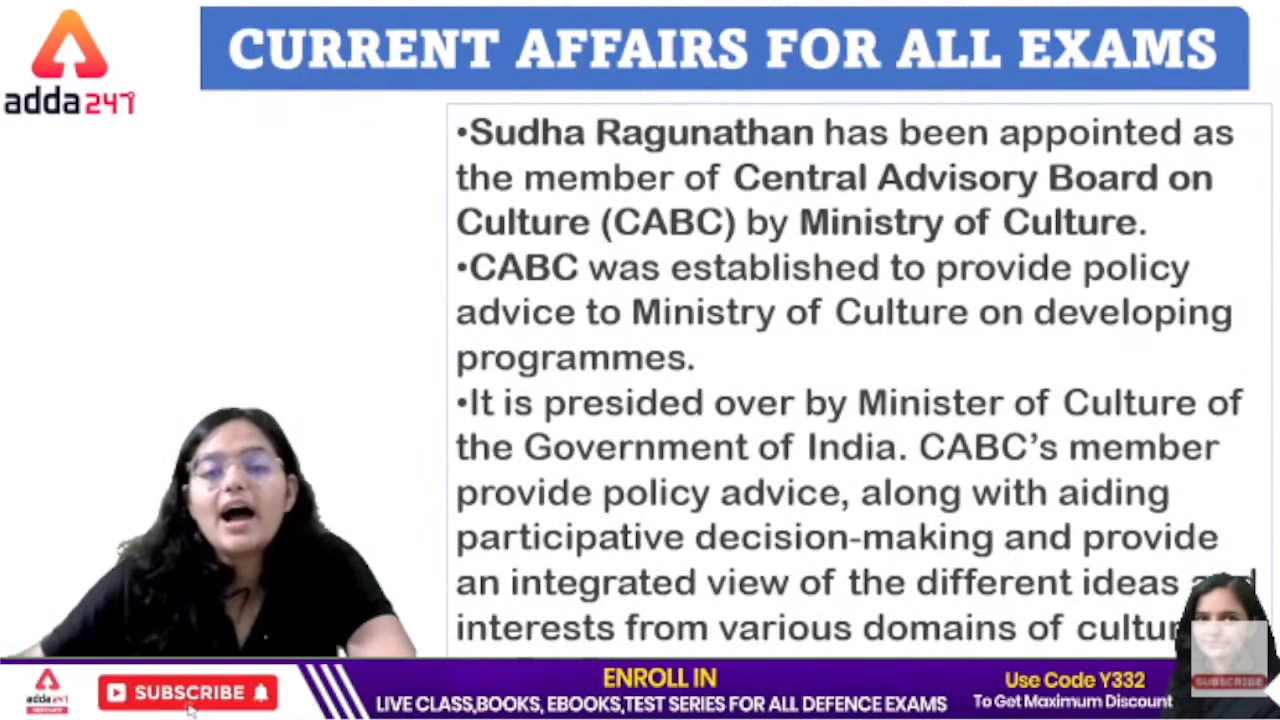 CURRENT AFFAIRS FOR ALL EXAMS
adda247
•Sudha Ragunathan has been appointed as
the member of Central Advisory Board on
Culture (CABC) by Ministry of Culture.
•CABC was established to provide policy
advice to Ministry of Culture on developing
programmes.
•It is presided over by Minister of Culture of
the Government of India. CABC’s member
provide policy advice, along with aiding
participative decision-making and provide
an integrated view of the different ideas
interests from various domains of
adda247
SUBSCRIBE
ENROLL IN
LIVE CLASS,BOOKS, EBOOKS,TEST SERIES FOR ALL DEFENCE EXAMS
Use Code Y332
To Get Maximum Discount
SUBSCRIBE